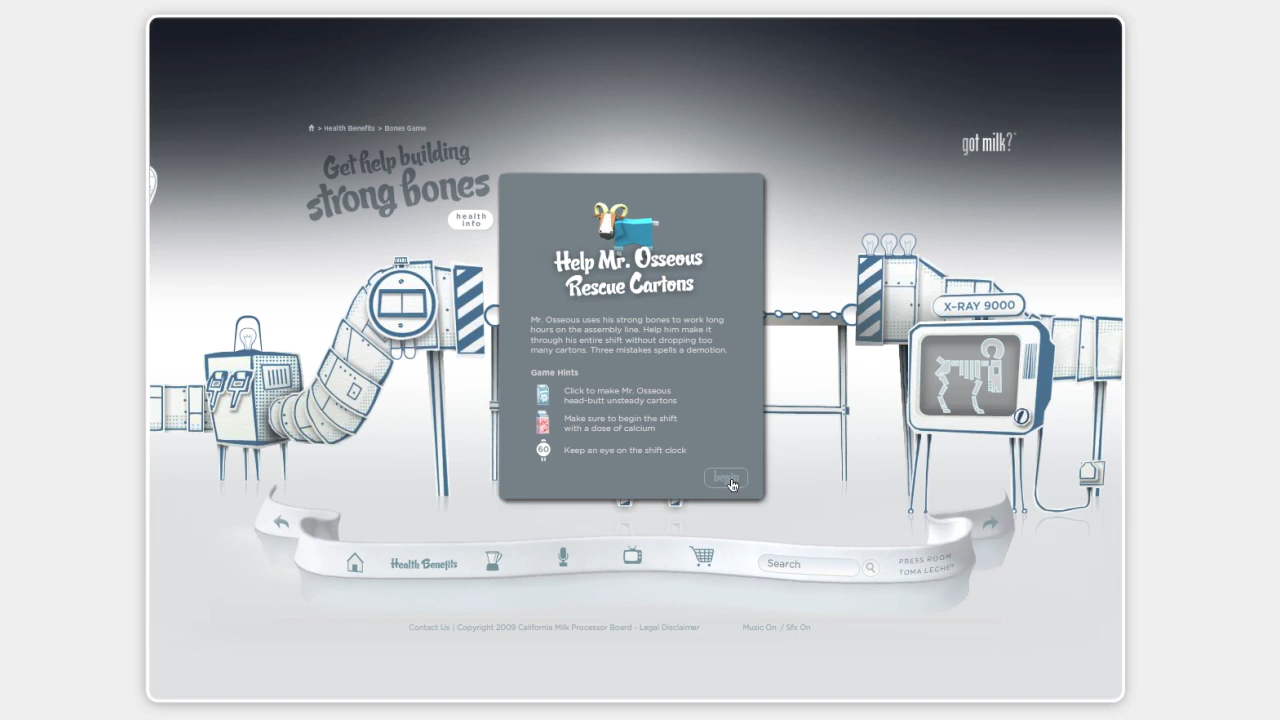 > Health Benefits > Bones Game
got milk?
Get help building
strong bones
health
info
Help Mr. Osseous
Rescue Cartons
X-RAY 9000
Mr. Osseous uses his strong bones to work long
hours on the assembly line. Help him make it
through his entire shift without dropping too
many cartons. Three mistakes spells a demotion.
Game Hints
Click to make Mr. Osseous
head-butt unsteady cartons
Make sure to begin the shift
with a dose of calcium
60
Keep an eye on the shift clock
begin
Health Benefits
Search
PRESS ROOM
TOMA LECHE™
Contact Us | Copyright 2009 California Milk Processor Board - Legal Disclaimer
Music On / Sfx On